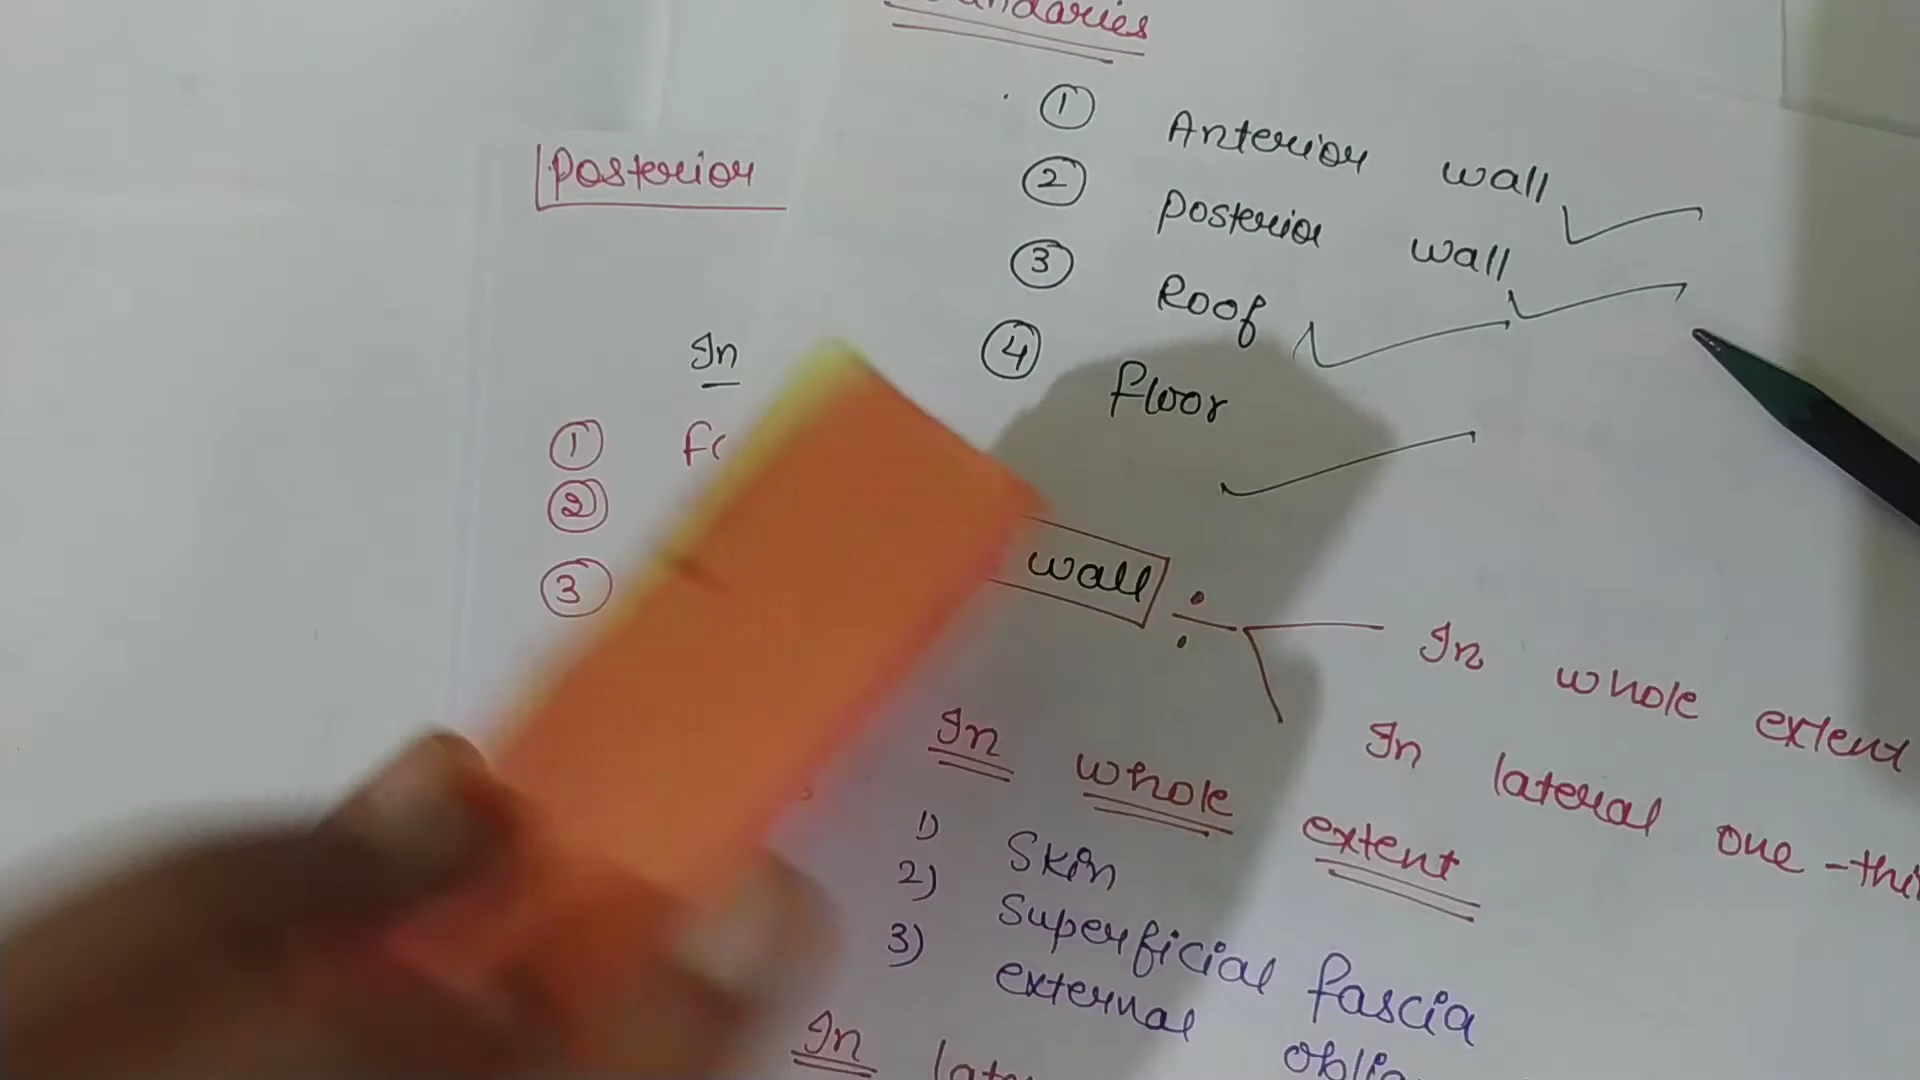 ① Anterior wall
② Posterior wall
③ Roof
④ floor
wall ÷ In whole extent
In lateral one-
In whole extent
1) Skin
2) Superficial fascia
3) external
In
Posterior
In
①
②
③